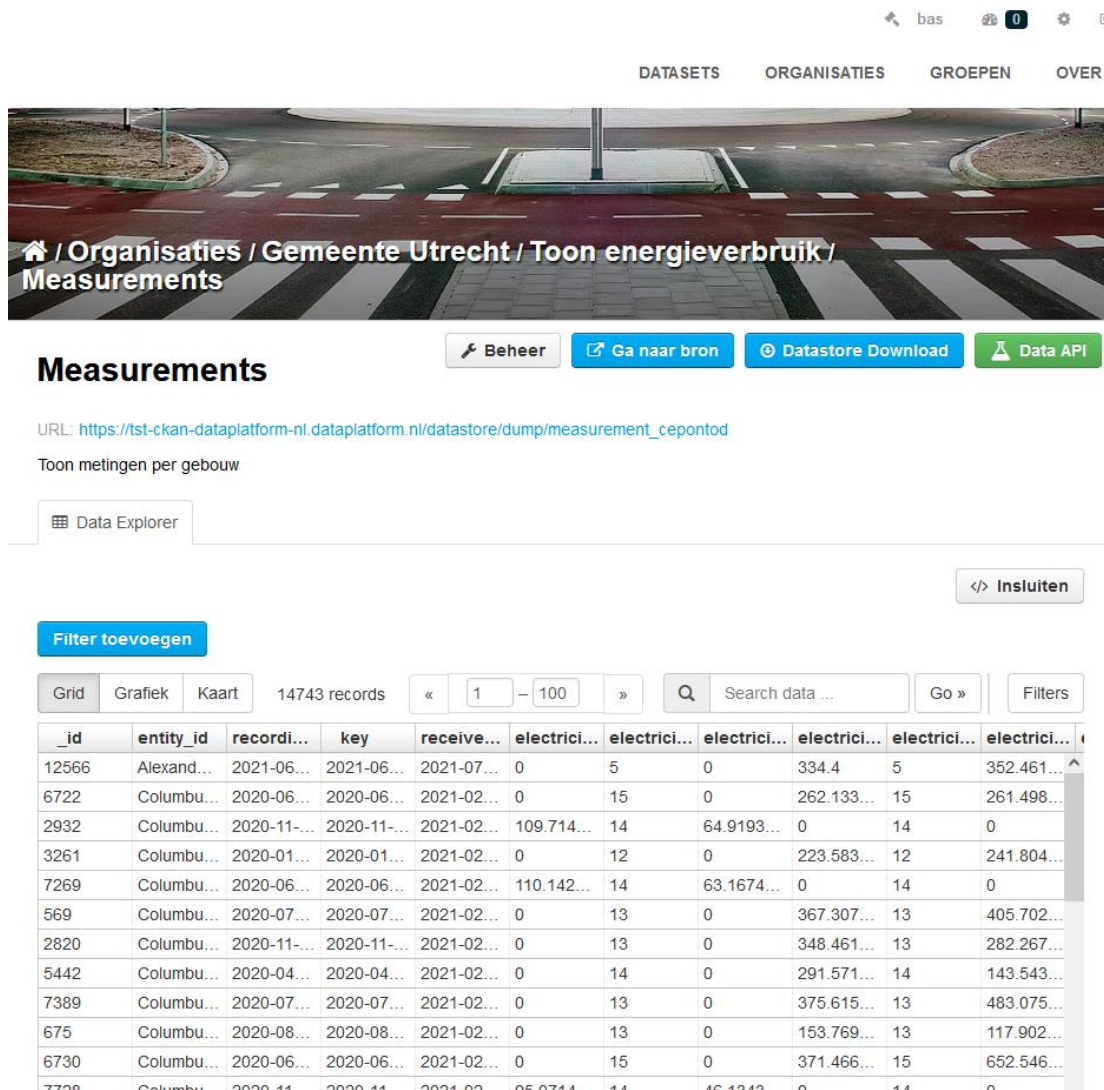 bas 0
DATASETS ORGANISATIES GROEPEN OVER
/ Organisaties / Gemeente Utrecht / Toon energieverbruik /
Measurements
Measurements
Beheer Ga naar bron Datastore Download Data API
URL: https://tst-ckan-dataplatform-nl.dataplatform.nl/datastore/dump/measurement_cepontod
Toon metingen per gebouw
Data Explorer
</> Insluiten
Filter toevoegen
Grid Grafiek Kaart 14743 records « 1 – 100 » Search data ... Go » Filters
_id entity_id recordi... key receive... electrici... electrici... electrici... electrici... electrici... electrici...
12566 Alexand... 2021-06... 2021-06... 2021-07... 0 5 0 334.4 5 352.461...
6722 Columbu... 2020-06... 2020-06... 2021-02... 0 15 0 262.133... 15 261.498...
2932 Columbu... 2020-11-... 2020-11-... 2021-02... 109.714... 14 64.9193... 0 14 0
3261 Columbu... 2020-01... 2020-01... 2021-02... 0 12 0 223.583... 12 241.804...
7269 Columbu... 2020-06... 2020-06... 2021-02... 110.142... 14 63.1674... 0 14 0
569 Columbu... 2020-07... 2020-07... 2021-02... 0 13 0 367.307... 13 405.702...
2820 Columbu... 2020-11-... 2020-11-... 2021-02... 0 13 0 348.461... 13 282.267...
5442 Columbu... 2020-04... 2020-04... 2021-02... 0 14 0 291.571... 14 143.543...
7389 Columbu... 2020-07... 2020-07... 2021-02... 0 13 0 375.615... 13 483.075...
675 Columbu... 2020-08... 2020-08... 2021-02... 0 13 0 153.769... 13 117.902...
6730 Columbu... 2020-06... 2020-06... 2021-02... 0 15 0 371.466... 15 652.546...